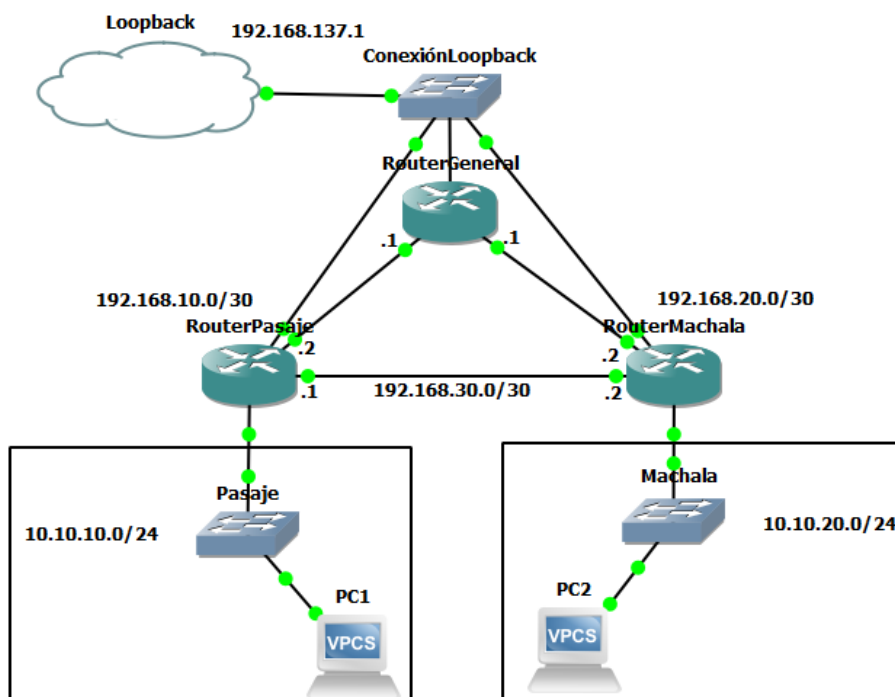 Loopback
192.168.137.1
ConexiónLoopback
RouterGeneral
.1
.1
192.168.10.0/30
192.168.20.0/30
RouterPasaje
RouterMachala
.2
.2
.1
192.168.30.0/30
.2
Pasaje
Machala
10.10.10.0/24
10.10.20.0/24
PC1
PC2
VPCS
VPCS